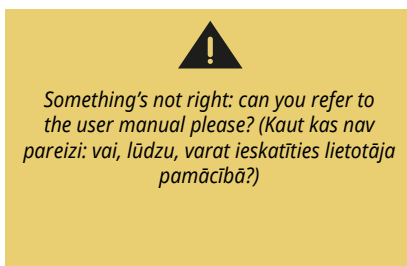 Something's not right: can you refer to
the user manual please? (Kaut kas nav
pareizi: vai, lūdzu, varat ieskatīties lietotāja
pamācībā?)